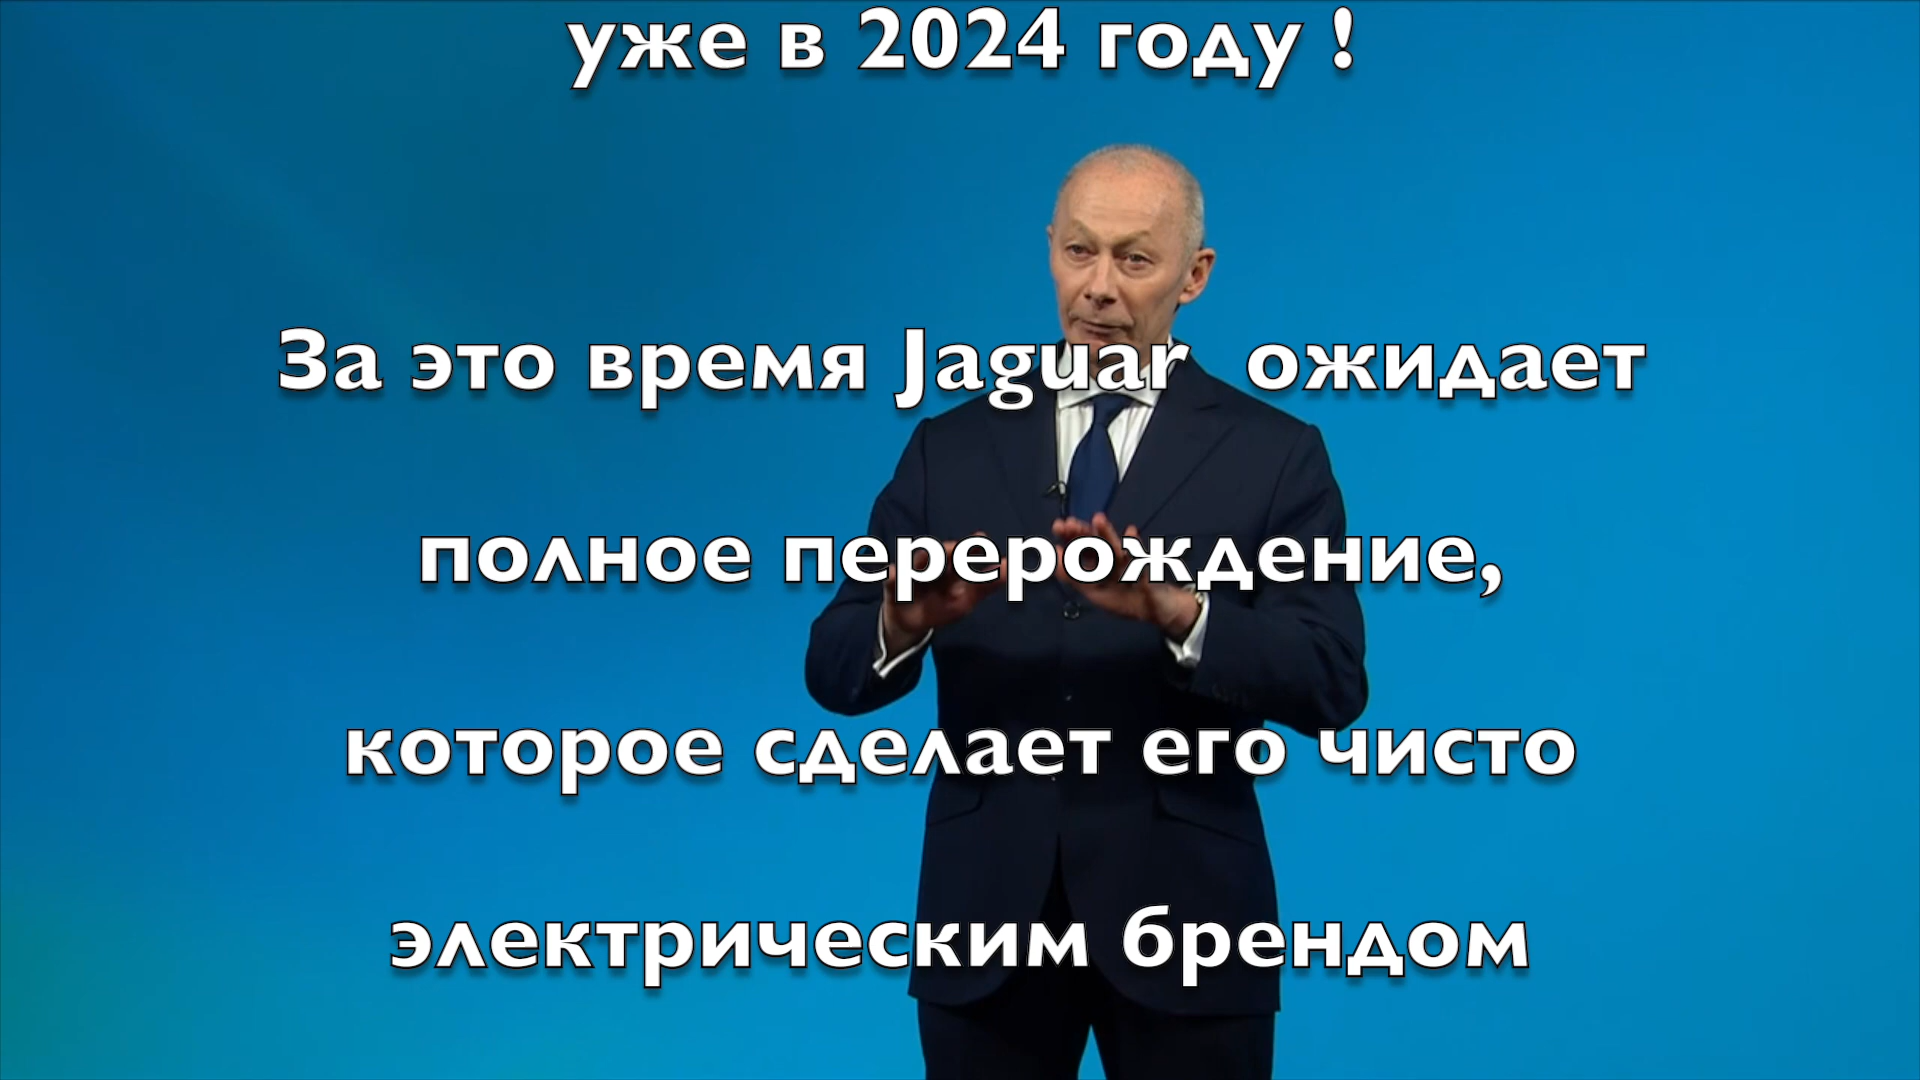 уже в 2024 году !
За это время Jaguar ожидает
полное перерождение,
которое сделает его чисто
электрическим брендом